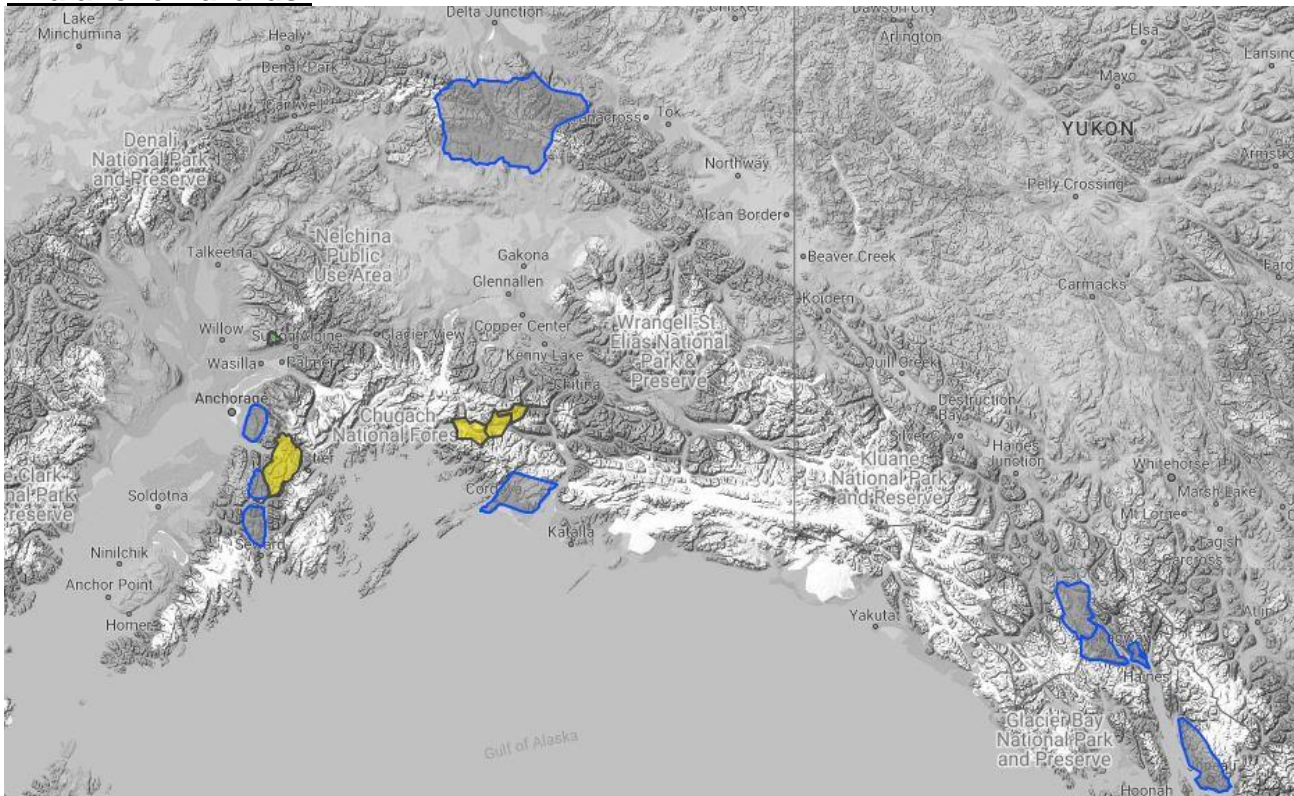 Lake
Minchumina
Healy
Delta Junction
Chicken
Dawson City
Arlington
Elsa
Lansing
Mayo
Denali Park
Cantwell
Tok
YUKON
Denali
National Park
and Preserve
Northway
Pelly Crossing
Alcan Border
Nelchina
Public
Use Area
Talkeetna
Gakona
Beaver Creek
Glennallen
Koidern
Carmacks
Willow
Glacier View
Copper Center
Wrangell-St.
Elias National
Park &
Preserve
Wasilla
Palmer
Kenny Lake
Quill Creek
Chitina
Anchorage
Chugach
National Forest
Destruction
Bay
Haines
Junction
Kluane
National Park
and Reserve
Whitehorse
Marsh Lake
Soldotna
Mt Lorne
Tagish
Carcross
Katalla
Ninilchik
Anchor Point
Homer
Yakutat
Atlin
Haines
Glacier Bay
National Park
and Preserve
Gulf of Alaska
Hoonah